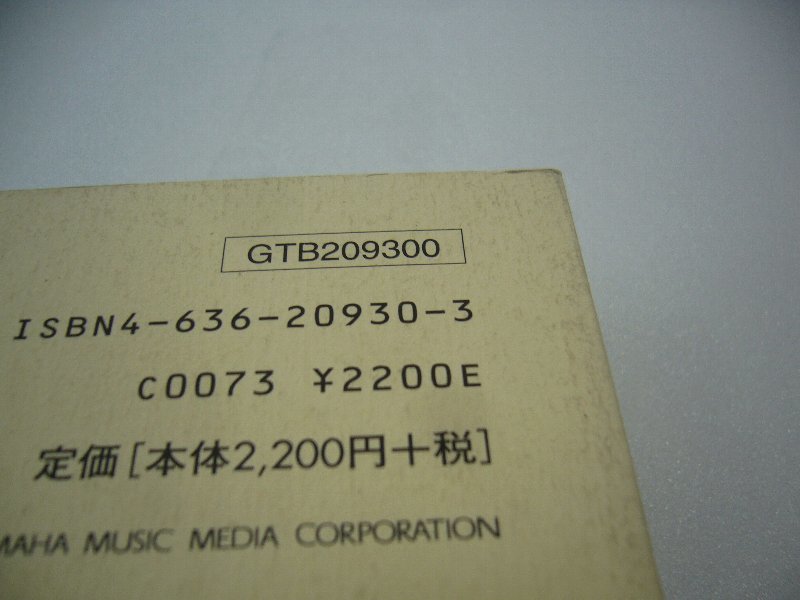 GTB209300
ISBN4-636-20930-3
C0073 ¥2200E
定価[本体2,200円+税]
MAHA MUSIC MEDIA CORPORATION